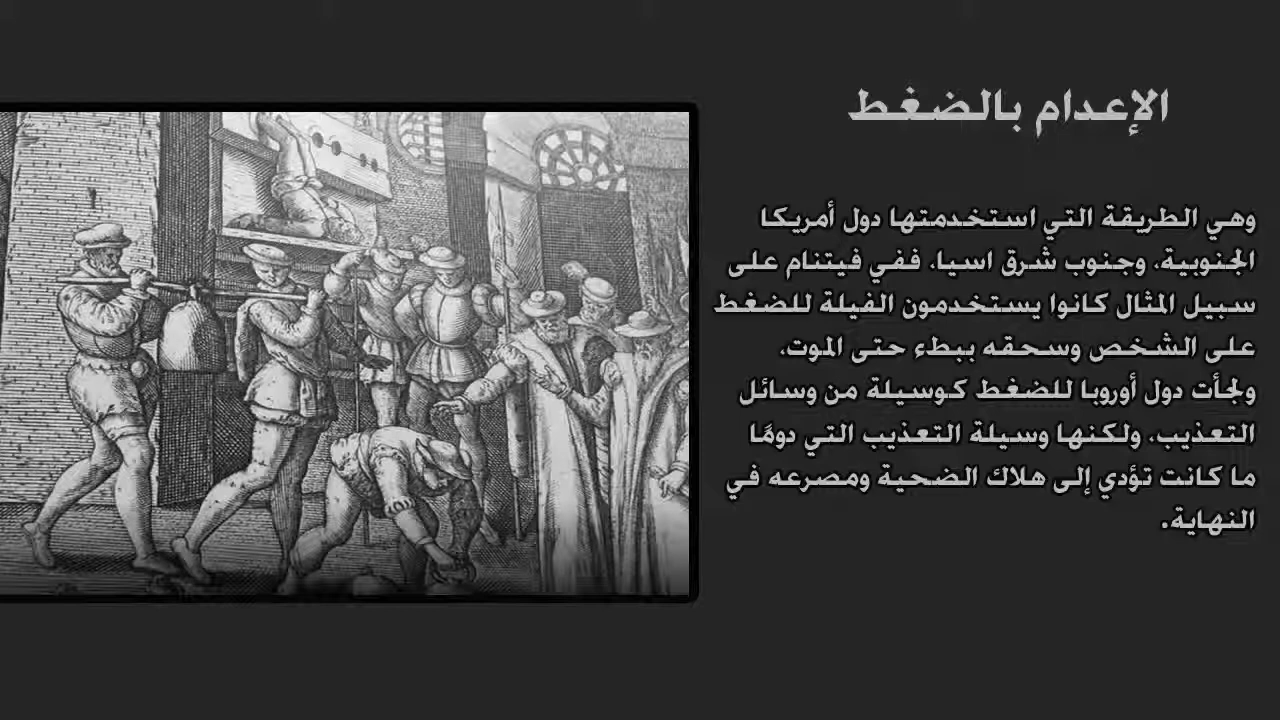 الإعدام بالضغط
وهي الطريقة التي استخدمتها دول أمريكا
الجنوبية، وجنوب شرق اسيا، ففي فيتنام على
سبيل المثال كانوا يستخدمون الفيلة للضغط
على الشخص وسحقه ببطء حتى الموت،
ولجأت دول أوروبا للضغط كوسيلة من وسائل
التعذيب، ولكنها وسيلة التعذيب التي دومًا
ما كانت تؤدي إلى هلاك الضحية ومصرعه في
النهاية.